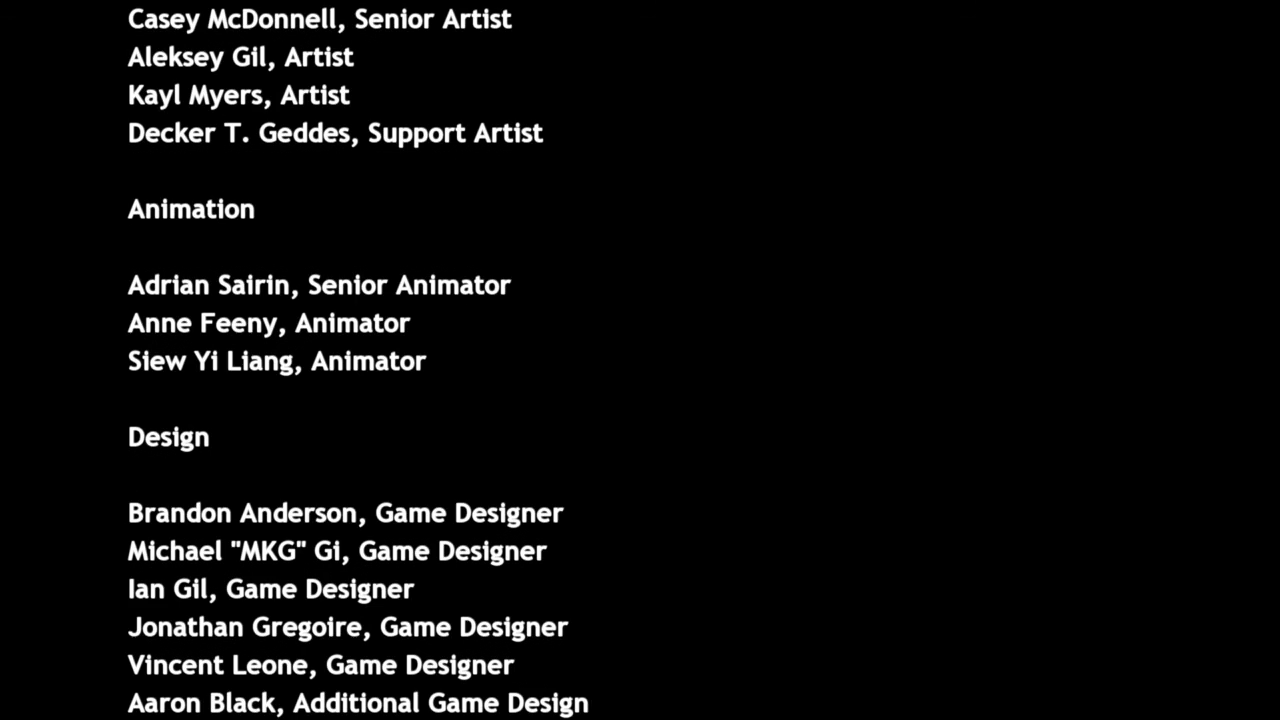 Casey McDonnell, Senior Artist
Aleksey Gil, Artist
Kayl Myers, Artist
Decker T. Geddes, Support Artist
Animation
Adrian Sairin, Senior Animator
Anne Feeny, Animator
Siew Yi Liang, Animator
Design
Brandon Anderson, Game Designer
Michael "MKG" Gi, Game Designer
Ian Gil, Game Designer
Jonathan Gregoire, Game Designer
Vincent Leone, Game Designer
Aaron Black, Additional Game Design